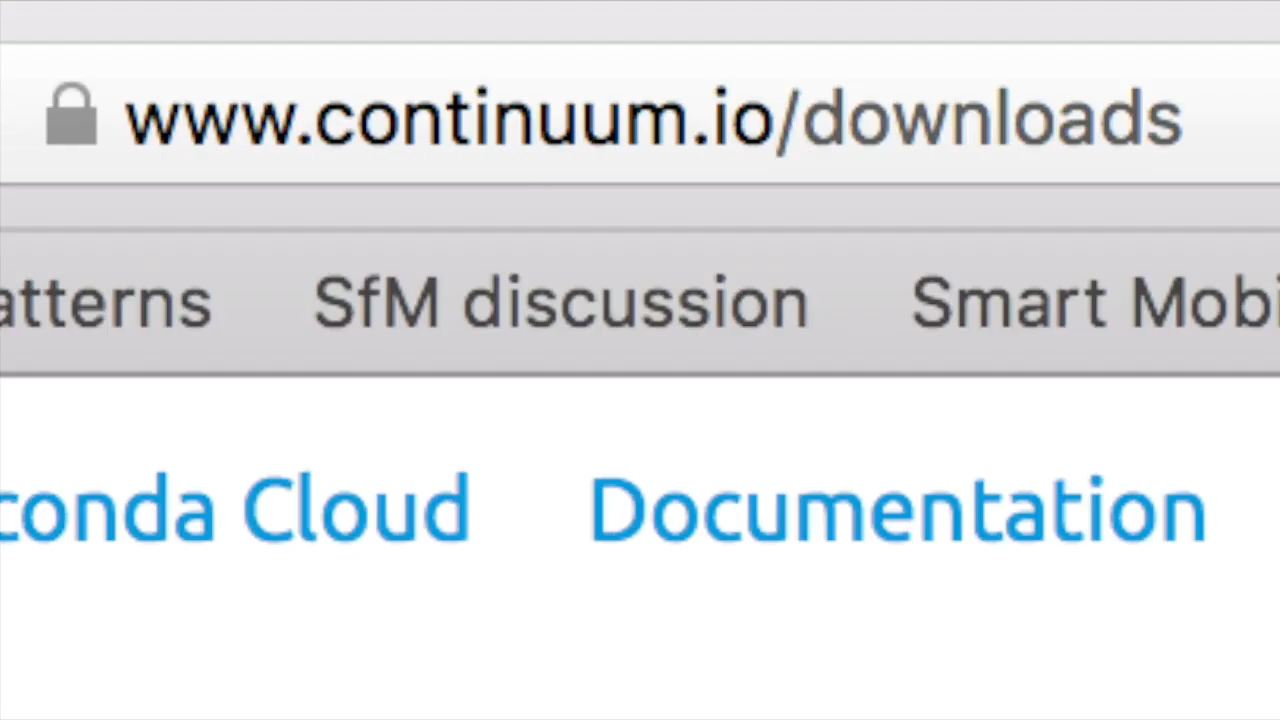 www.continuum.io/downloads
atterns SfM discussion Smart Mobi
conda Cloud Documentation